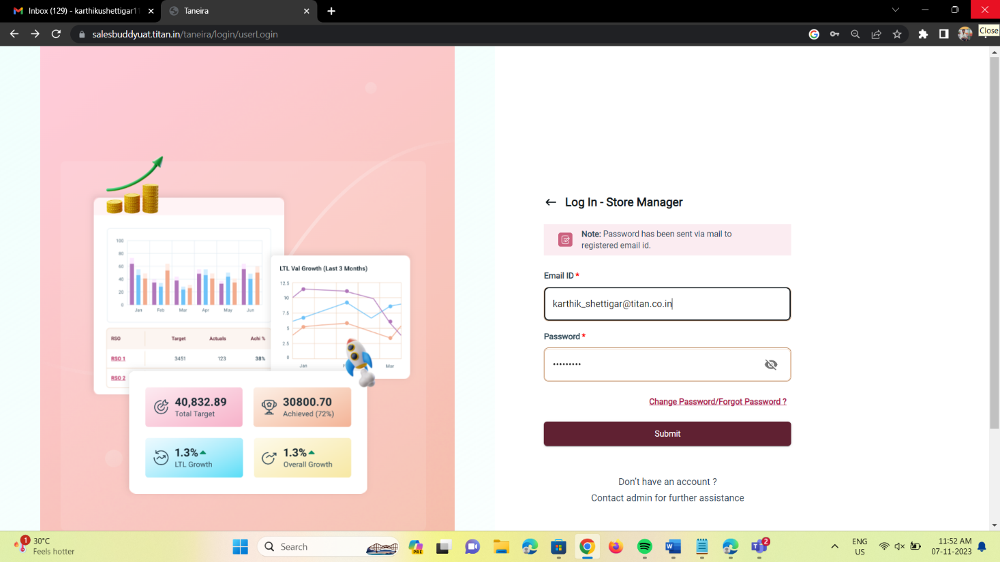 Inbox (129) - karthikushettigar11
Taneira
Close
salesbuddyuat.titan.in/taneira/login/userLogin
100
80
60
40
20
0
Jan Feb Mar Apr May Jun
RSO Target Actuals Achi %
RSO 1 3451 123 38%
RSO 2
LTL Val Growth (Last 3 Months)
12.5
10
7.5
5
2.5
0
Jan Mar
40,832.89
Total Target
30800.70
Achieved (72%)
1.3%
LTL Growth
1.3%
Overall Growth
Log In - Store Manager
Note: Password has been sent via mail to
registered email id.
Email ID *
karthik_shettigar@titan.co.in
Password *
Change Password/Forgot Password ?
Submit
Don't have an account ?
Contact admin for further assistance
1
30°C
Feels hotter
Search
PRE
2
ENG
US
11:52 AM
07-11-2023